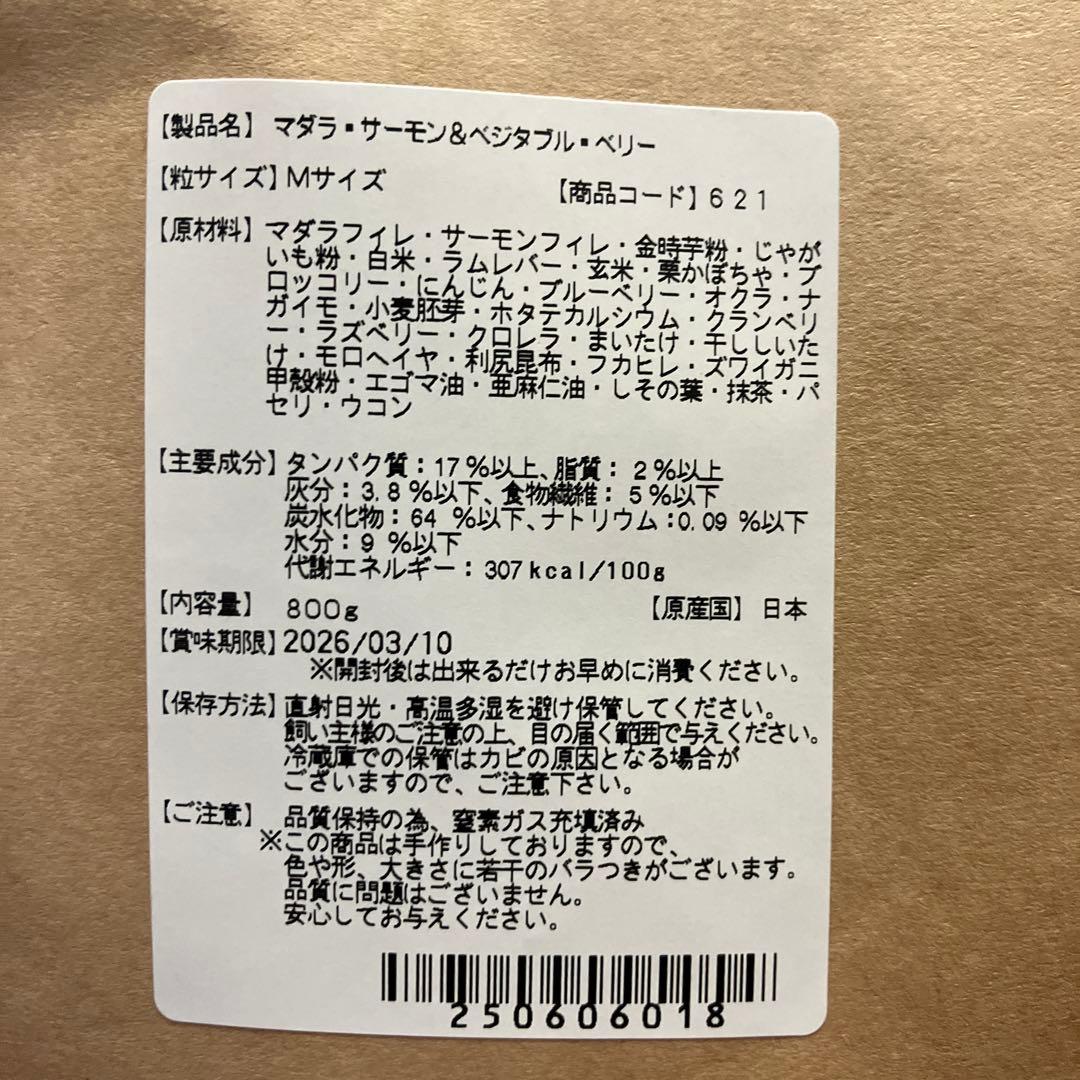 【製品名】 マダラ・サーモン&ベジタブル・ベリー
【粒サイズ】Mサイズ
【商品コード】621
【原材料】マダラフィレ・サーモンフィレ・金時芋粉・じゃが
いも粉・白米・ラムレバー・玄米・栗かぼちゃ・ブ
ロッコリー・にんじん・ブルーベリー・オクラ・ナ
ガイモ・小麦胚芽・ホタテカルシウム・クランベリ
ー・ラズベリー・クロレラ・まいたけ・干ししいた
け・モロヘイヤ・利尻昆布・フカヒレ・ズワイガニ
甲殻粉・エゴマ油・亜麻仁油・しその葉・抹茶・パ
セリ・ウコン
【主要成分】タンパク質：17%以上、脂質： 2%以上
灰分：3.8%以下、食物繊維： 5%以下
炭水化物：64 %以下、ナトリウム：0.09 %以下
水分：9 %以下
代謝エネルギー：307kcal/100g
【内容量】 800g
【原産国】 日本
【賞味期限】2026/03/10
※開封後は出来るだけお早めに消費ください。
【保存方法】直射日光・高温多湿を避け保管してください。
飼い主様のご注意の上、目の届く範囲で与えください。
冷蔵庫での保管はカビの原因となる場合が
ございますので、ご注意下さい。
【ご注意】 品質保持の為、窒素ガス充填済み
※この商品は手作りしておりますので、
色や形、大きさに若干のバラつきがございます。
品質に問題はございません。
安心してお与えください。
250606018